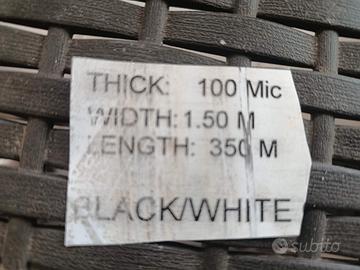 THICK: 100 Mic
WIDTH: 1.50 M
LENGTH: 350 M
BLACK/WHITE
subito